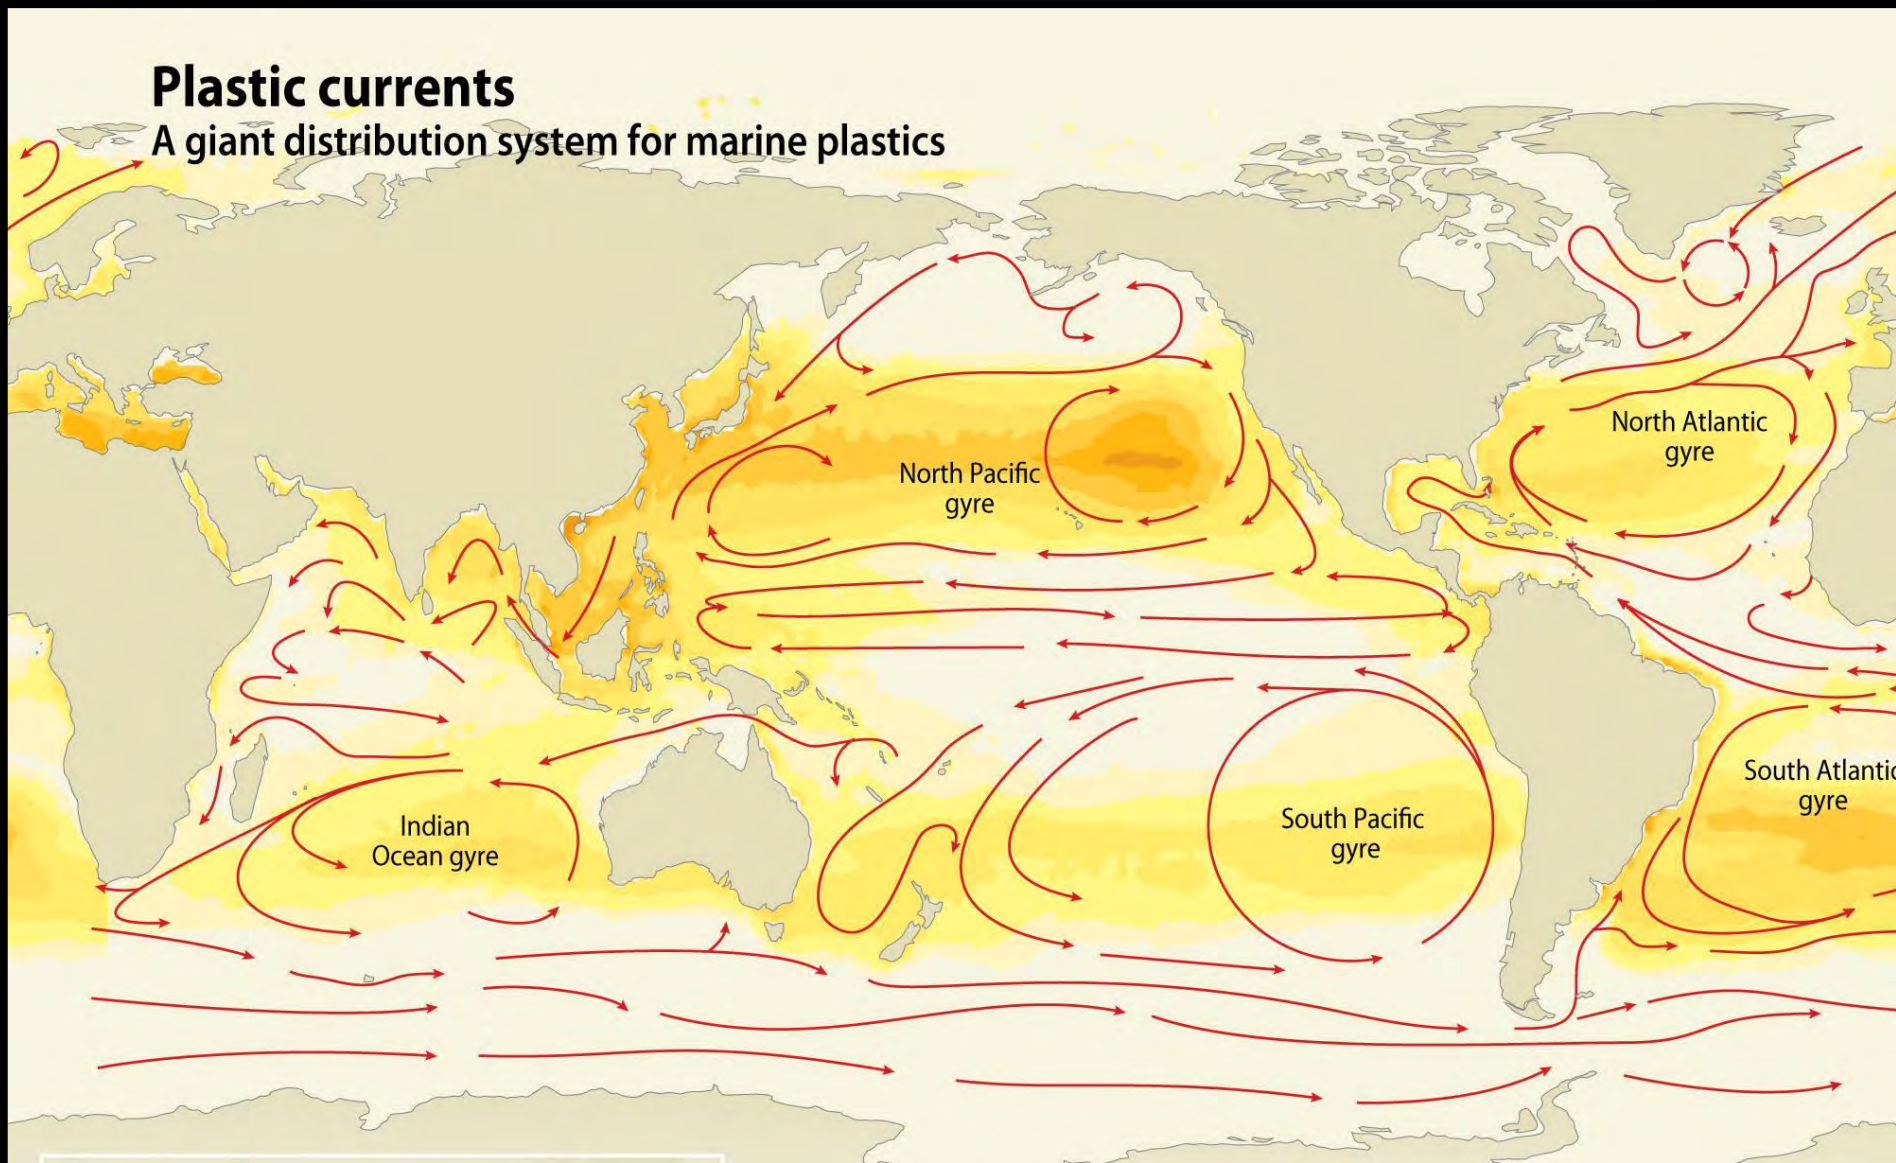 Plastic currents
A giant distribution system for marine plastics
North Atlantic
gyre
North Pacific
gyre
South Atlantic
gyre
Indian
Ocean gyre
South Pacific
gyre